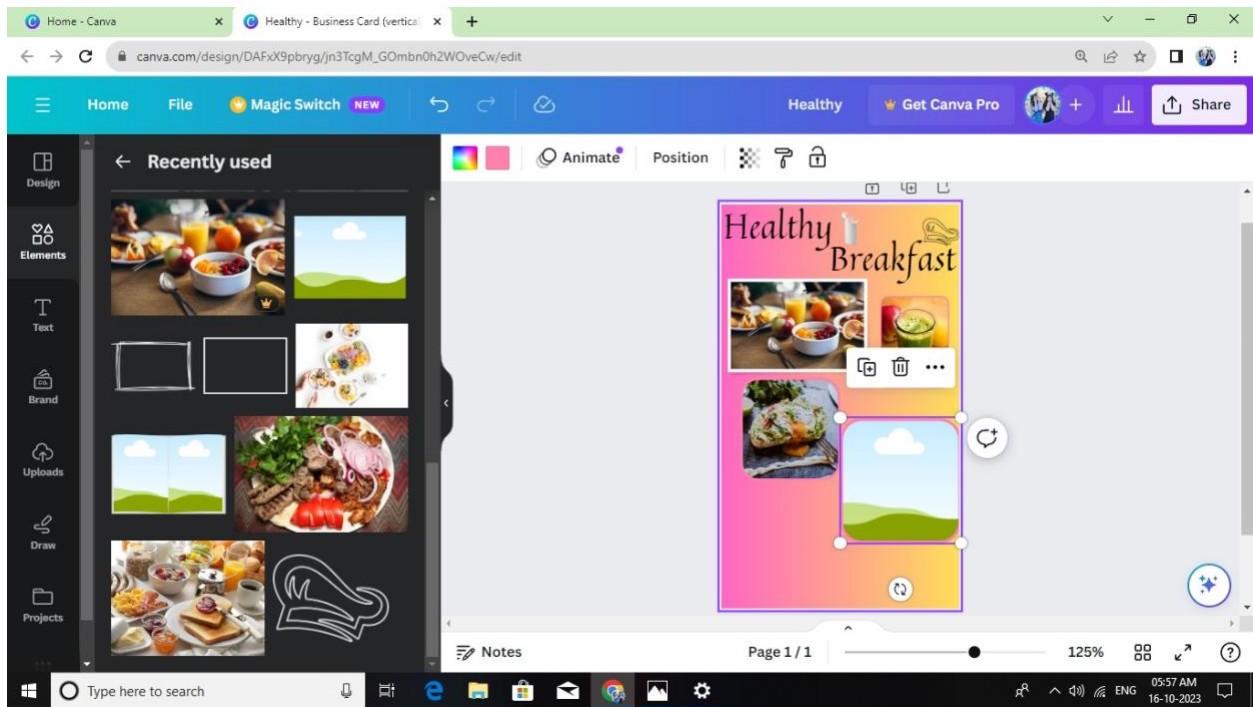 Home - Canva
Healthy - Business Card (vertical
canva.com/design/DAFxX9pbryg/jn3TcgM_GOmbn0h2WOveCw/edit
Home File Magic Switch NEW Healthy Get Canva Pro + Share
Design
Elements
Text
Brand
Uploads
Draw
Projects
Recently used
Animate Position
Healthy
Breakfast
Notes Page 1 / 1 125%
Type here to search
ENG
05:57 AM
16-10-2023